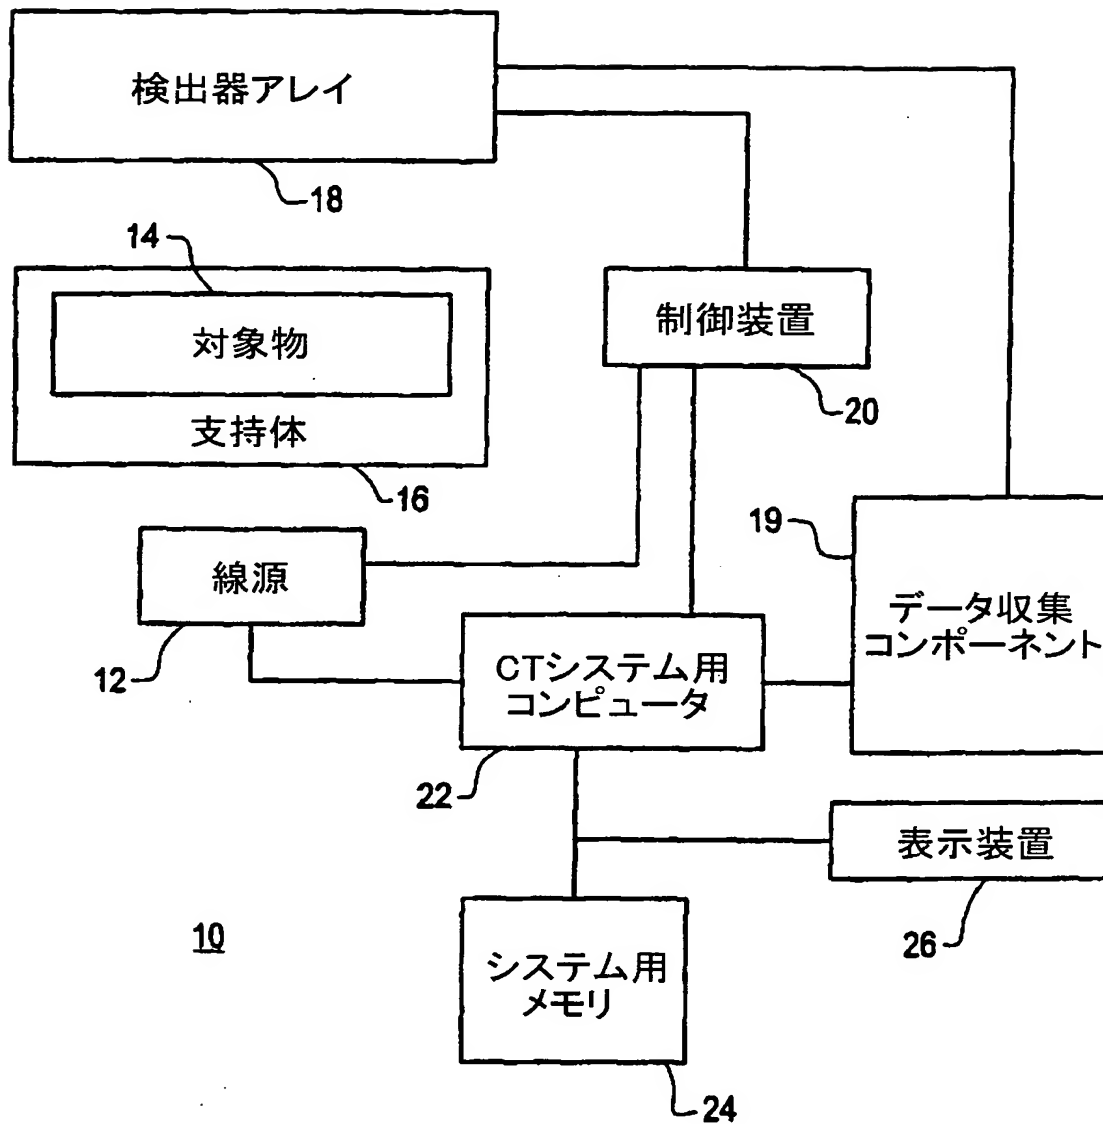 検出器アレイ
18
14
対象物
支持体
16
制御装置
20
線源
12
19
データ収集
コンポーネント
CTシステム用
コンピュータ
22
表示装置
26
10
システム用
メモリ
24